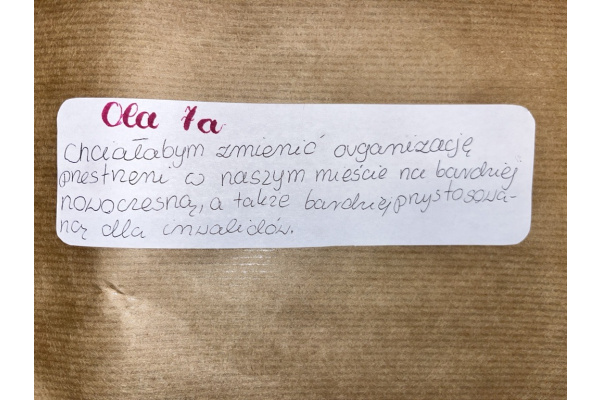 Ola 7a
Chciałabym zmienić organizację
przestrzeni w naszym mieście na bardziej
nowoczesną, a także bardziej przystosowa-
ną dla inwalidów.